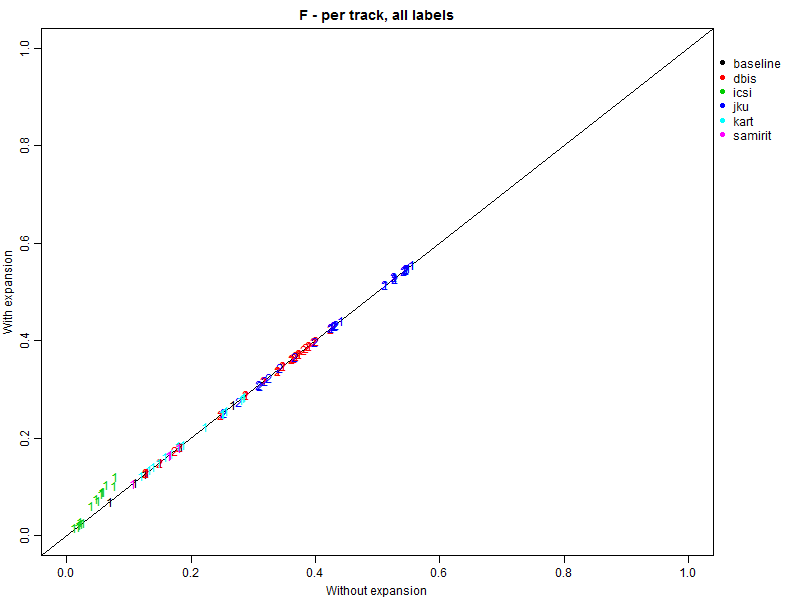 F - per track, all labels
baseline
dbis
icsi
jku
kart
samirit
With expansion
1.0
0.8
0.6
0.4
0.2
0.0
0.0 0.2 0.4 0.6 0.8 1.0
Without expansion